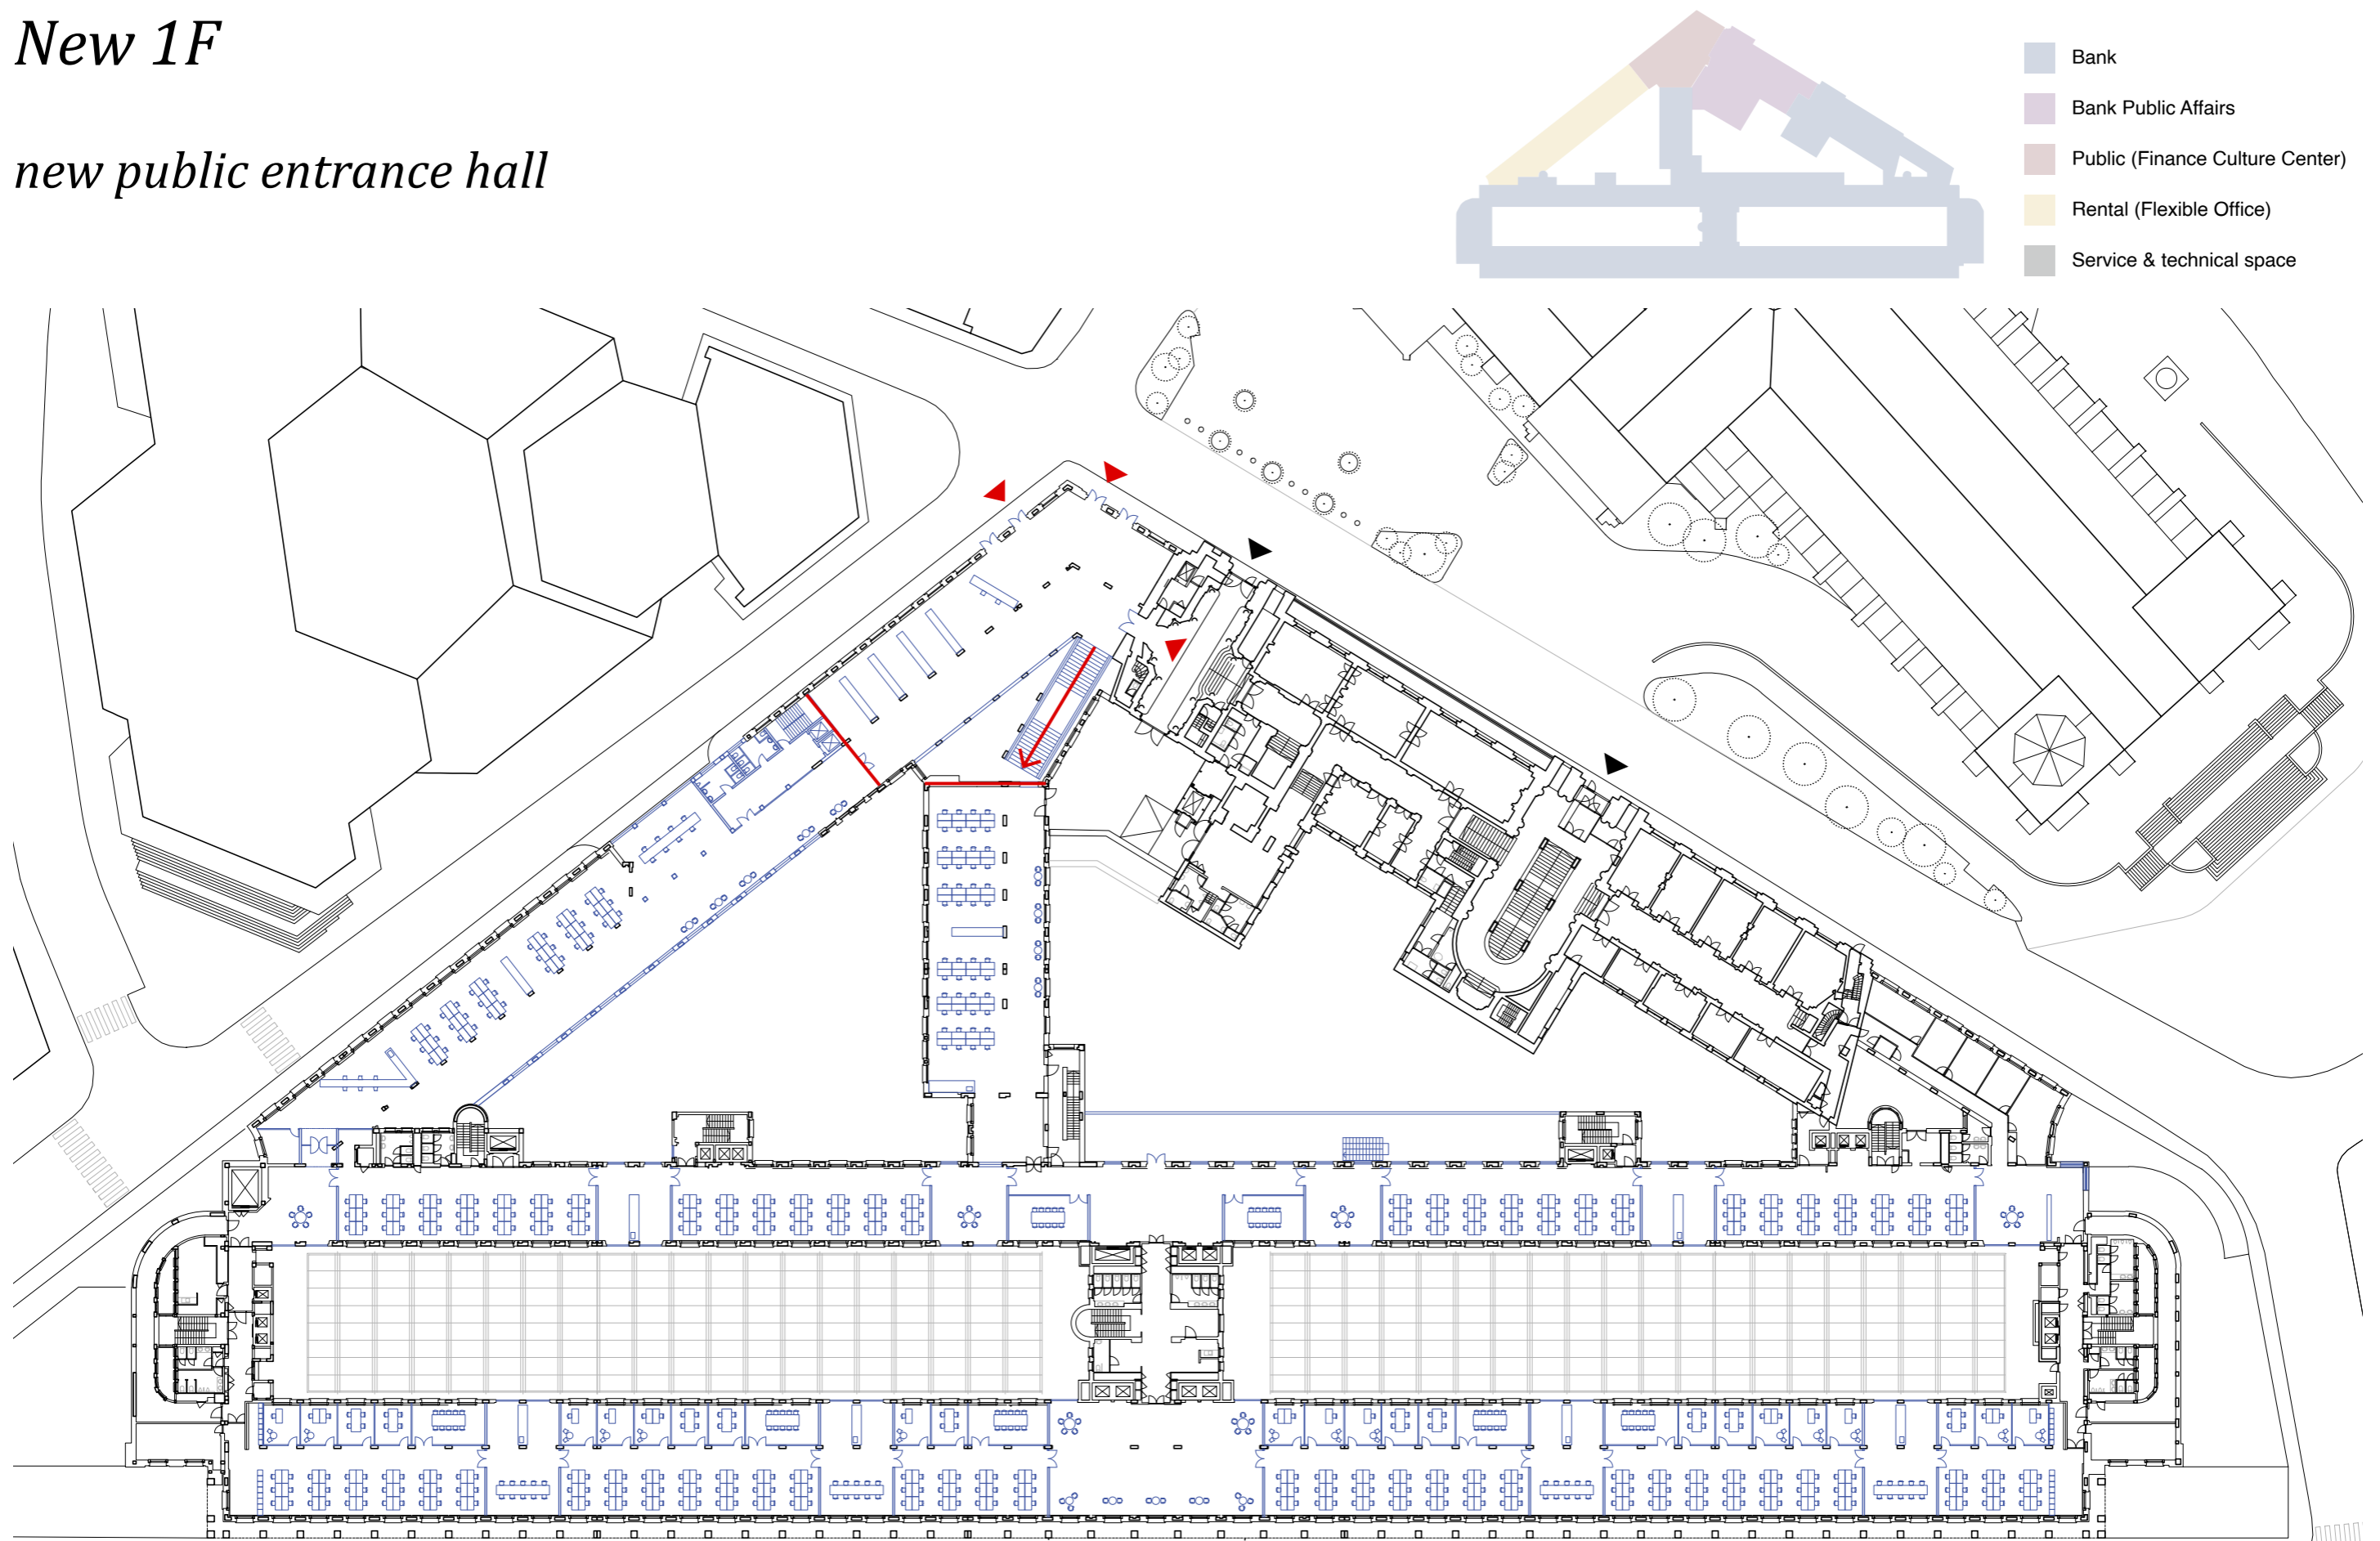 New 1F
new public entrance hall
Bank
Bank Public Affairs
Public (Finance Culture Center)
Rental (Flexible Office)
Service & technical space